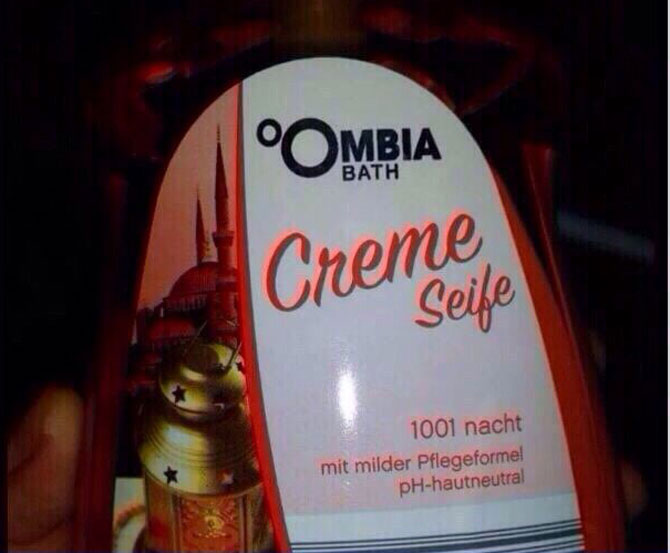 OMBIA
BATH
Creme
Seife
1001 nacht
mit milder Pflegeformel
pH-hautneutral